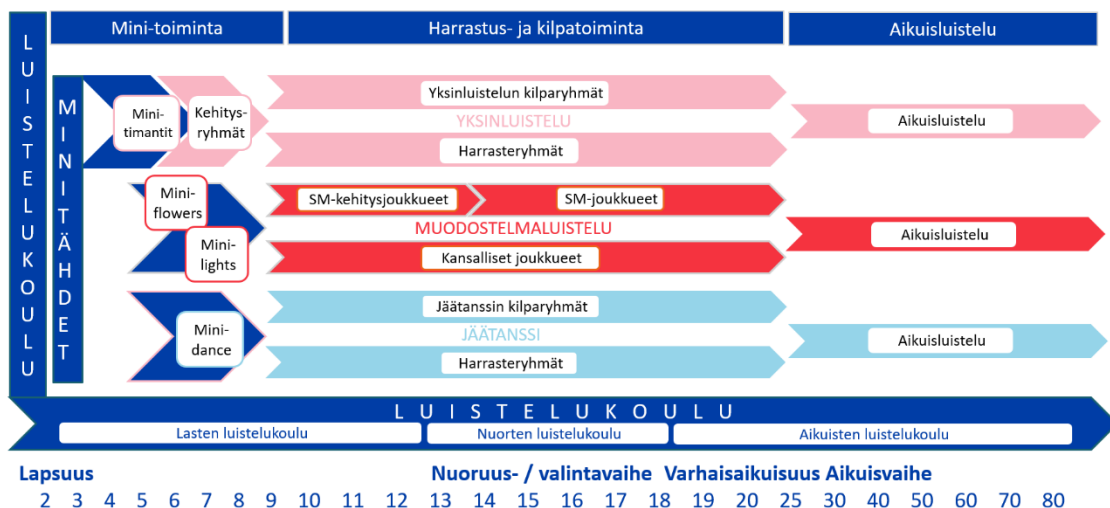 LUISTELUKOULU
Mini-toiminta
Harrastus- ja kilpatoiminta
Aikuisluistelu
MINITÄHDET
Mini-
timantit
Kehitys-
ryhmät
Yksinluistelun kilparyhmät
YKSINLUISTELU
Harrasteryhmät
Aikuisluistelu
Mini-
flowers
Mini-
lights
SM-kehitysjoukkueet
SM-joukkueet
MUODOSTELMALUISTELU
Kansalliset joukkueet
Aikuisluistelu
Mini-
dance
Jäätanssin kilparyhmät
JÄÄTANSSI
Harrasteryhmät
Aikuisluistelu
LUISTELUKOULU
Lasten luistelukoulu
Nuorten luistelukoulu
Aikuisten luistelukoulu
Lapsuus Nuoruus- / valintavaihe Varhaisaikuisuus Aikuisvaihe
2 3 4 5 6 7 8 9 10 11 12 13 14 15 16 17 18 19 20 25 30 40 50 60 70 80